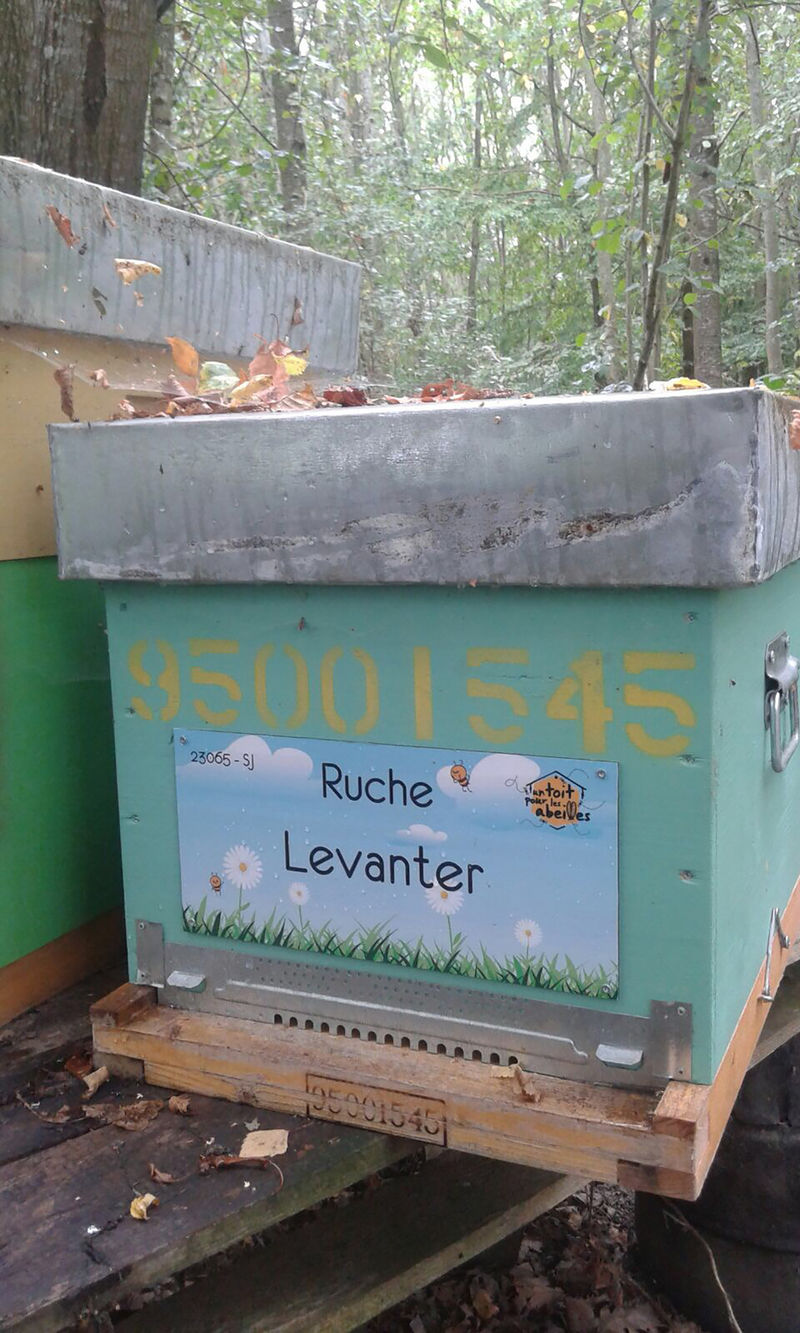 95001545
23065 - SJ
Ruche
un toit
pour les
abeilles
Levanter
95001545